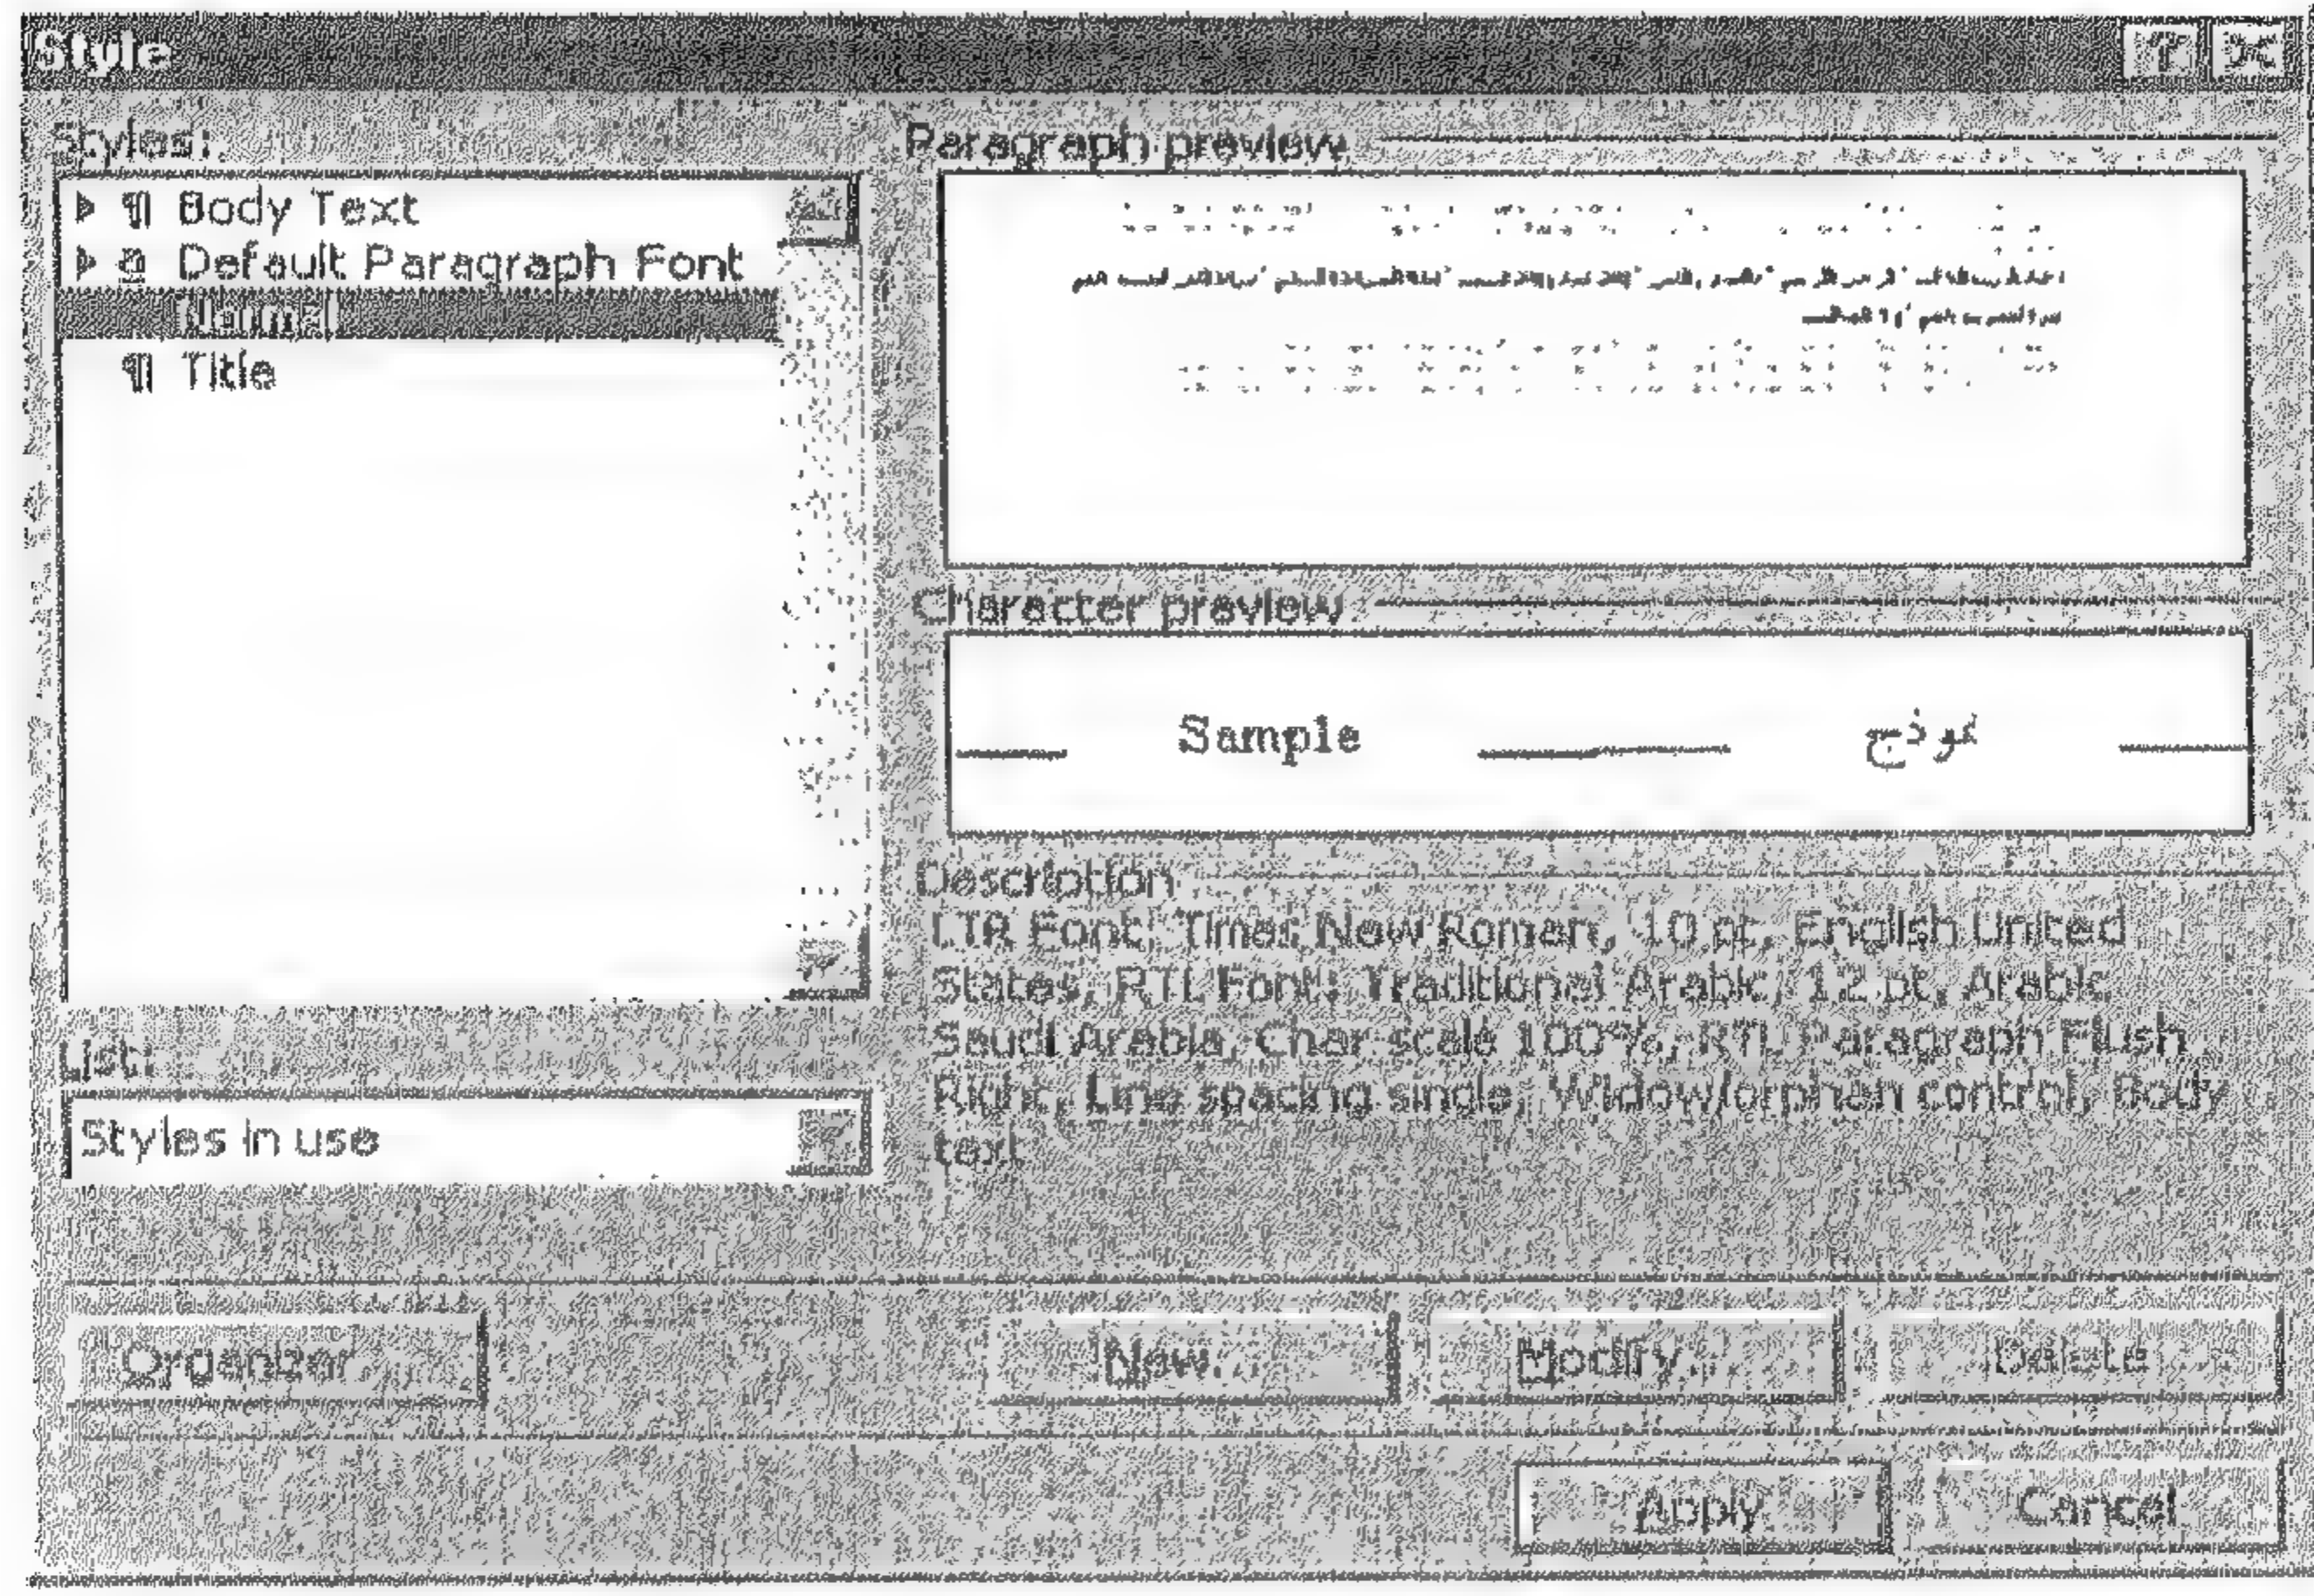 Style
Styles:
¶ Body Text
a Default Paragraph Font
Normal
¶ Title
List:
Styles in use
Paragraph preview
Character preview
Sample
نموذج
Description
LTR Font: Times New Roman, 10 pt, English United
States, RTL Font: Traditional Arabic, 12 pt, Arabic
Saudi Arabia, Char scale 100%, RTL Paragraph Flush
Right, Line spacing single, Widow/orphan control, Body
text
Organizer...
New...
Modify...
Delete
Apply
Cancel